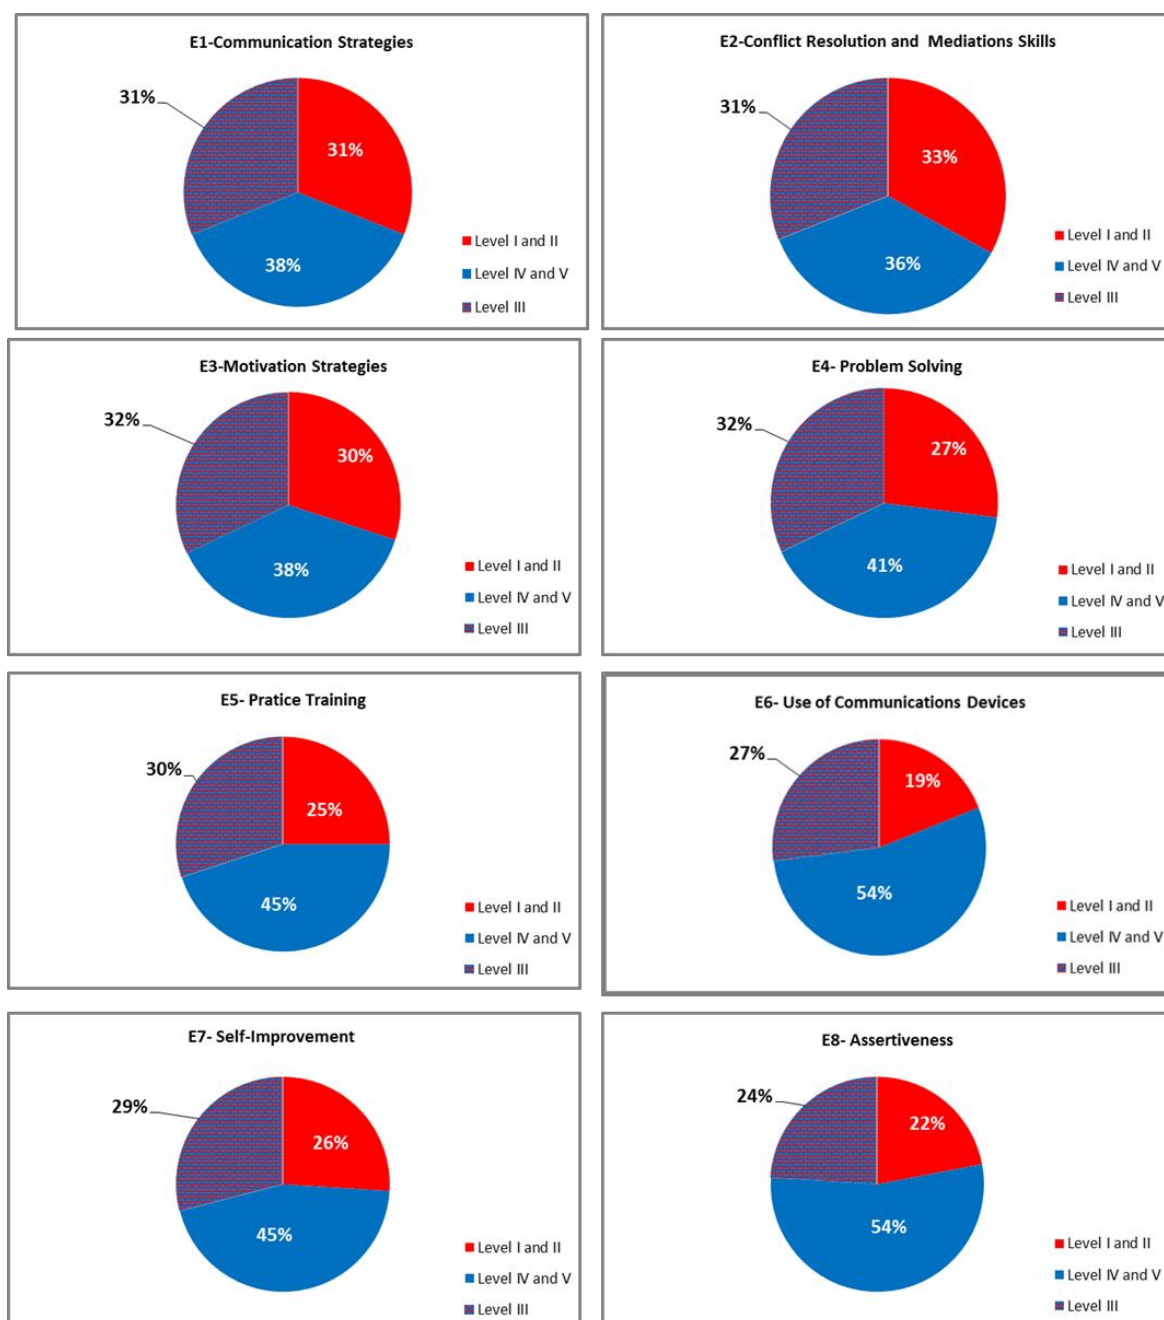 E1-Communication Strategies
31%
31%
38%
Level I and II
Level IV and V
Level III
E2-Conflict Resolution and Mediations Skills
31%
33%
36%
Level I and II
Level IV and V
Level III
E3-Motivation Strategies
32%
30%
38%
Level I and II
Level IV and V
Level III
E4- Problem Solving
32%
27%
41%
Level I and II
Level IV and V
Level III
E5- Pratice Training
30%
25%
45%
Level I and II
Level IV and V
Level III
E6- Use of Communications Devices
27%
19%
54%
Level I and II
Level IV and V
Level III
E7- Self-Improvement
29%
26%
45%
Level I and II
Level IV and V
Level III
E8- Assertiveness
24%
22%
54%
Level I and II
Level IV and V
Level III